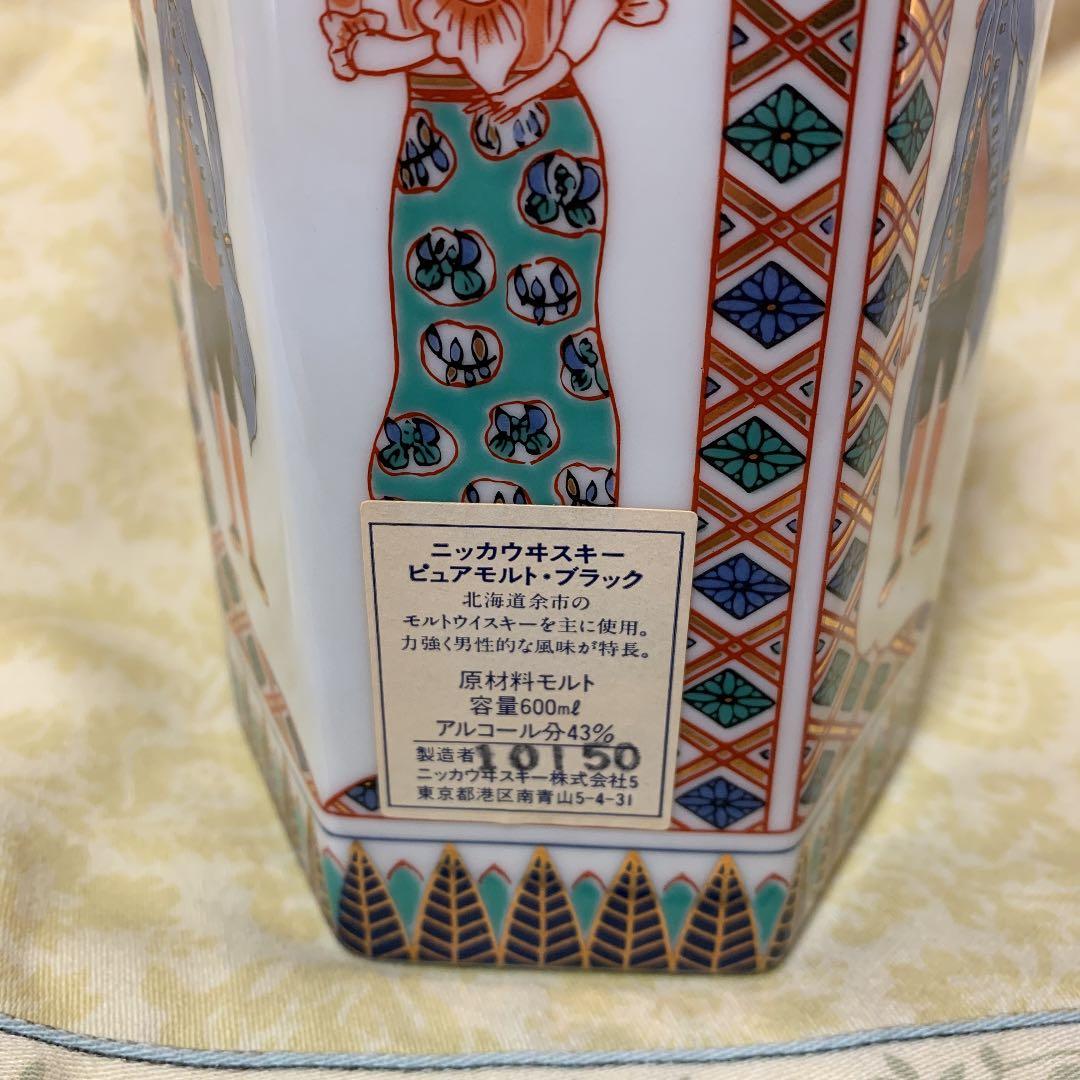 ニッカウヰスキー
ピュアモルト・ブラック
北海道余市の
モルトウイスキーを主に使用。
力強く男性的な風味が特長。
原材料モルト
容量600mℓ
アルコール分43%
製造者 10I50
ニッカウヰスキー株式会社5
東京都港区南青山5-4-31